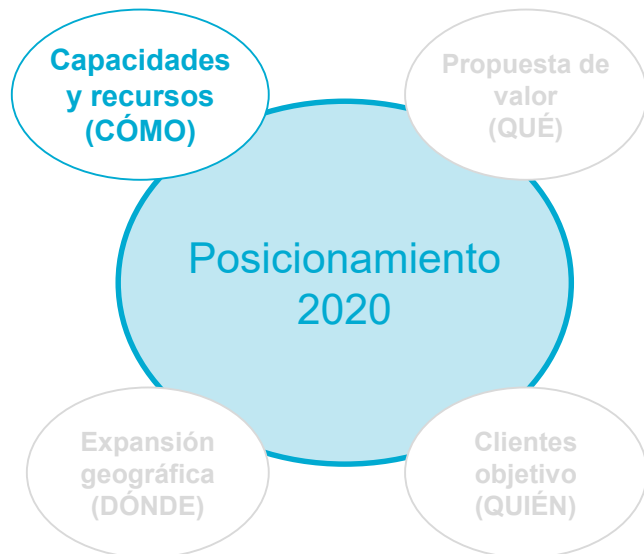 Capacidades
y recursos
(CÓMO)
Propuesta de
valor
(QUÉ)
Posicionamiento
2020
Expansión
geográfica
(DÓNDE)
Clientes
objetivo
(QUIÉN)